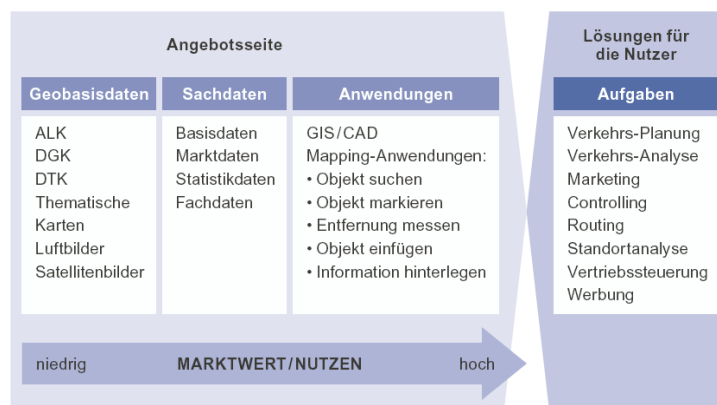 Angebotsseite
Geobasisdaten
ALK
DGK
DTK
Thematische
Karten
Luftbilder
Satellitenbilder
Sachdaten
Basisdaten
Marktdaten
Statistikdaten
Fachdaten
Anwendungen
GIS/CAD
Mapping-Anwendungen:
• Objekt suchen
• Objekt markieren
• Entfernung messen
• Objekt einfügen
• Information hinterlegen
niedrig MARKTWERT/NUTZEN hoch
Lösungen für
die Nutzer
Aufgaben
Verkehrs-Planung
Verkehrs-Analyse
Marketing
Controlling
Routing
Standortanalyse
Vertriebssteuerung
Werbung